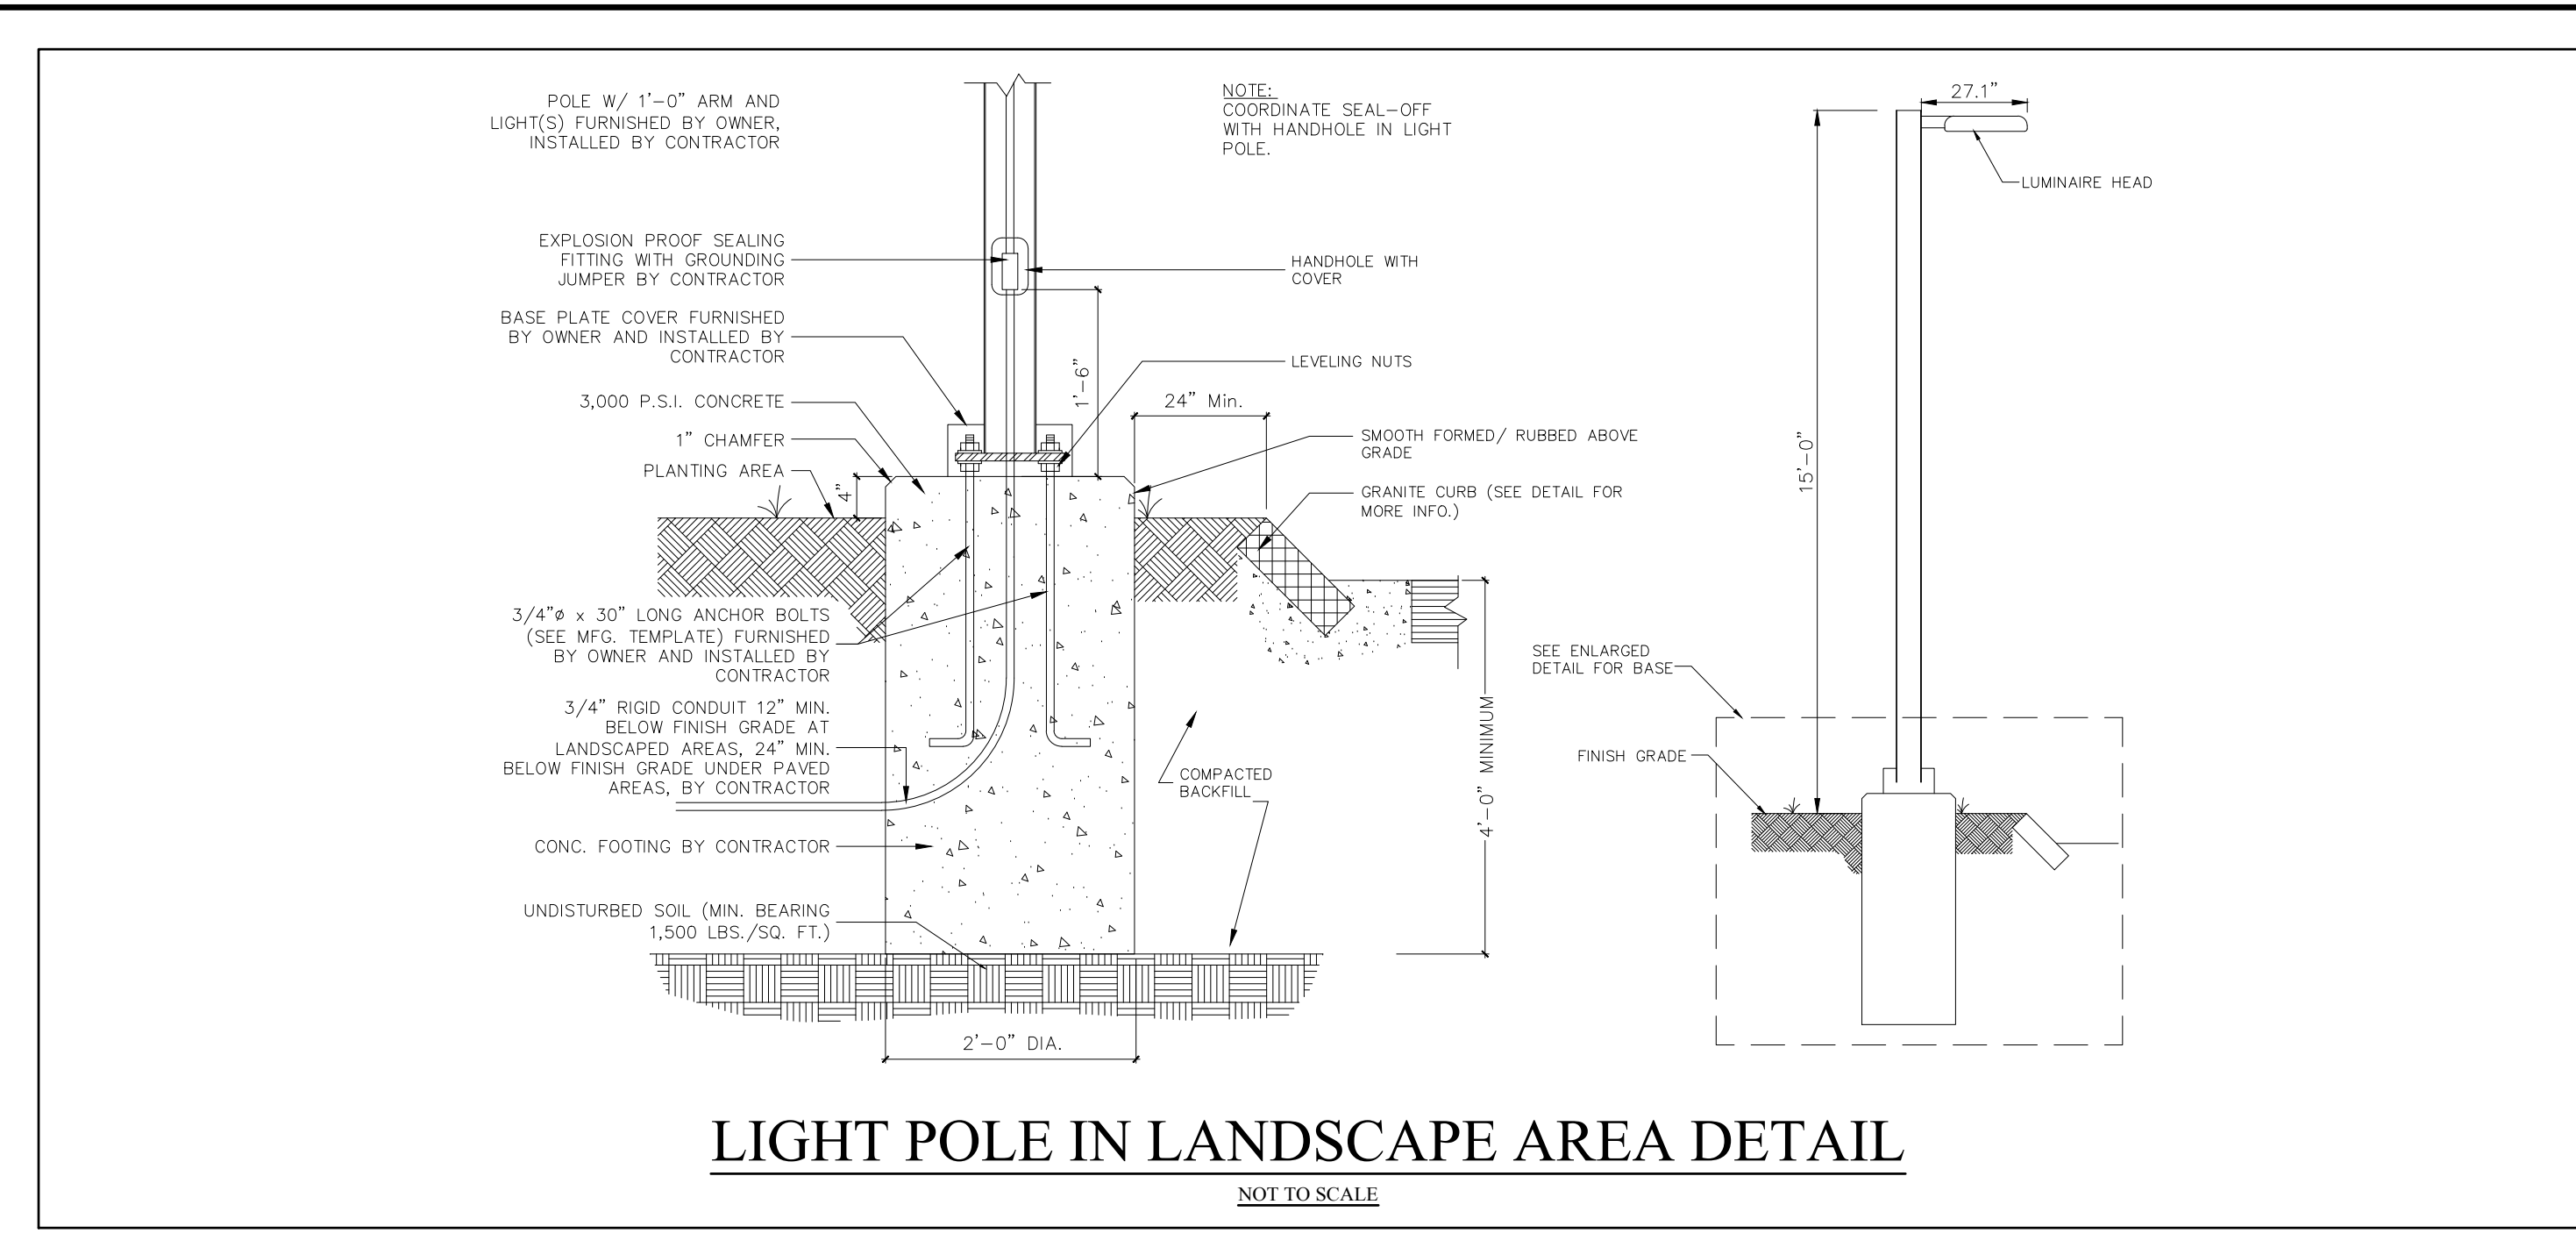 POLE W/ 1'-0" ARM AND
LIGHT(S) FURNISHED BY OWNER,
INSTALLED BY CONTRACTOR
NOTE:
COORDINATE SEAL-OFF
WITH HANDHOLE IN LIGHT
POLE.
EXPLOSION PROOF SEALING
FITTING WITH GROUNDING
JUMPER BY CONTRACTOR
HANDHOLE WITH
COVER
BASE PLATE COVER FURNISHED
BY OWNER AND INSTALLED BY
CONTRACTOR
LEVELING NUTS
1'-6"
24" Min.
3,000 P.S.I. CONCRETE
1" CHAMFER
PLANTING AREA
4"
SMOOTH FORMED/ RUBBED ABOVE
GRADE
GRANITE CURB (SEE DETAIL FOR
MORE INFO.)
3/4"ø x 30" LONG ANCHOR BOLTS
(SEE MFG. TEMPLATE) FURNISHED
BY OWNER AND INSTALLED BY
CONTRACTOR
3/4" RIGID CONDUIT 12" MIN.
BELOW FINISH GRADE AT
LANDSCAPED AREAS, 24" MIN.
BELOW FINISH GRADE UNDER PAVED
AREAS, BY CONTRACTOR
COMPACTED
BACKFILL
4'-0" MINIMUM
CONC. FOOTING BY CONTRACTOR
UNDISTURBED SOIL (MIN. BEARING
1,500 LBS./SQ. FT.)
2'-0" DIA.
27.1"
LUMINAIRE HEAD
15'-0"
SEE ENLARGED
DETAIL FOR BASE
FINISH GRADE
LIGHT POLE IN LANDSCAPE AREA DETAIL
NOT TO SCALE